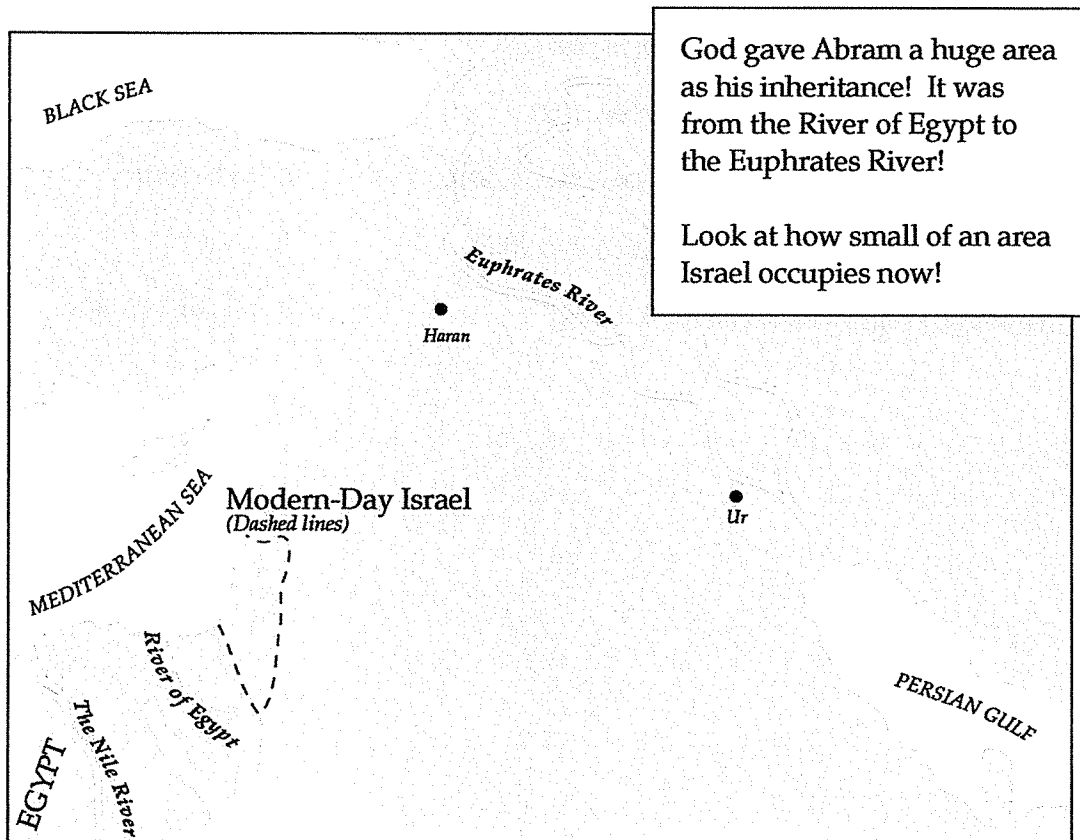 God gave Abram a huge area
as his inheritance! It was
from the River of Egypt to
the Euphrates River!
Look at how small of an area
Israel occupies now!
BLACK SEA
Euphrates River
Haran
MEDITERRANEAN SEA
Modern-Day Israel
(Dashed lines)
Ur
River of Egypt
The Nile River
EGYPT
PERSIAN GULF